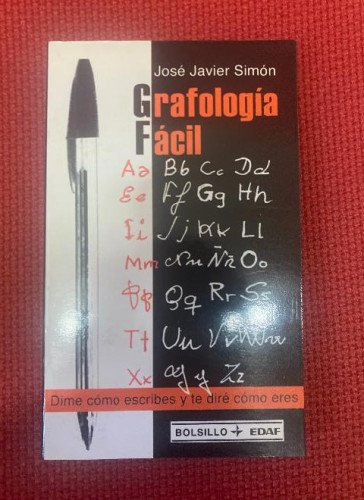 José Javier Simón
Grafología
Fácil
Aa Bb Cc Dd
Ee Ff Gg Hh
Ii Jj Kk Ll
Mm Nn Ññ Oo
Pp Qq Rr Ss
Tt Uu Vv Ww
Xx Yy Zz
Dime cómo escribes y te diré cómo eres
BOLSILLO + EDAF